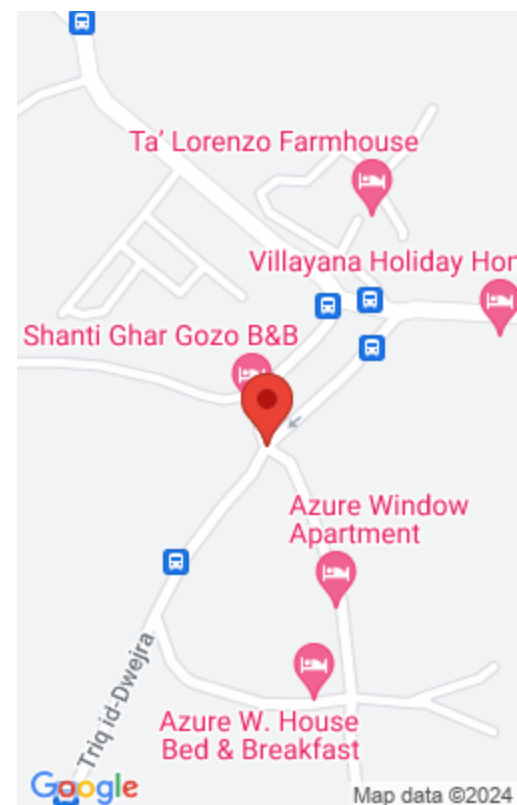 Ta' Lorenzo Farmhouse
Villayana Holiday Hom
Shanti Ghar Gozo B&B
Azure Window
Apartment
Triq id-Dwejra
Azure W. House
Bed & Breakfast
Google
Map data ©2024